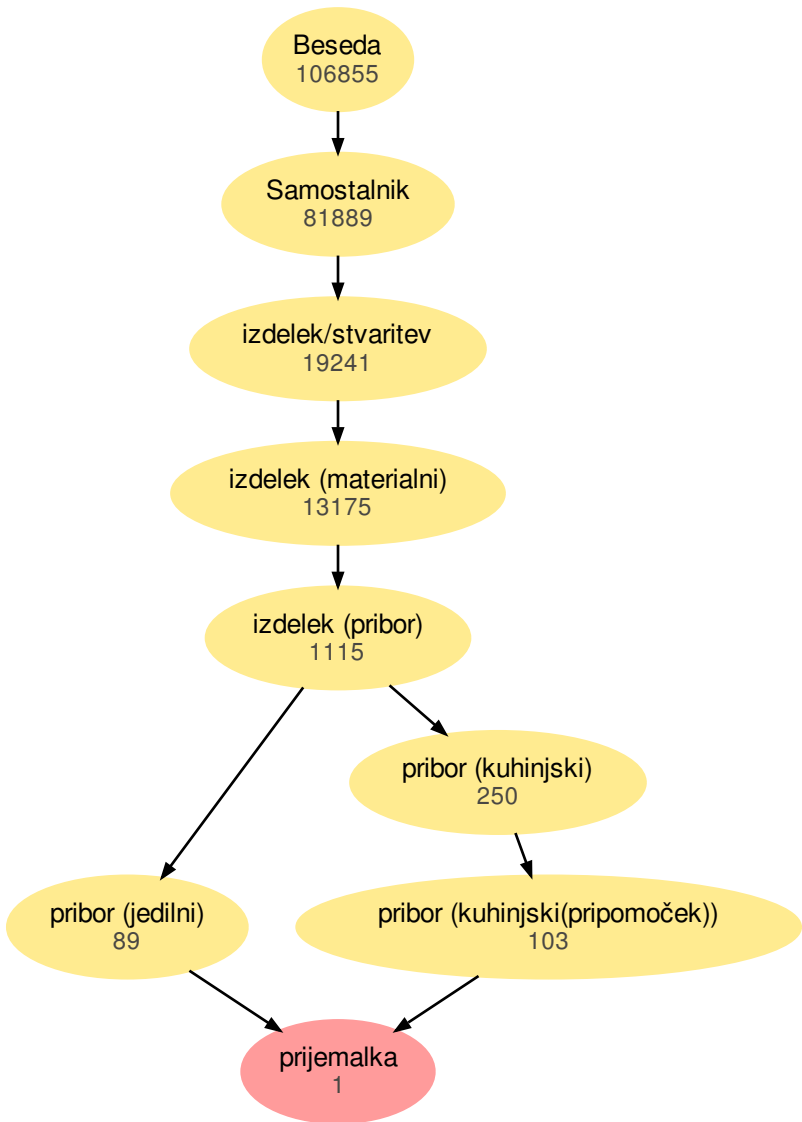 Beseda
106855
Samostalnik
81889
izdelek/stvaritev
19241
izdelek (materialni)
13175
izdelek (pribor)
1115
pribor (kuhinjski)
250
pribor (jedilni)
89
pribor (kuhinjski(pripomoček))
103
prijemalka
1